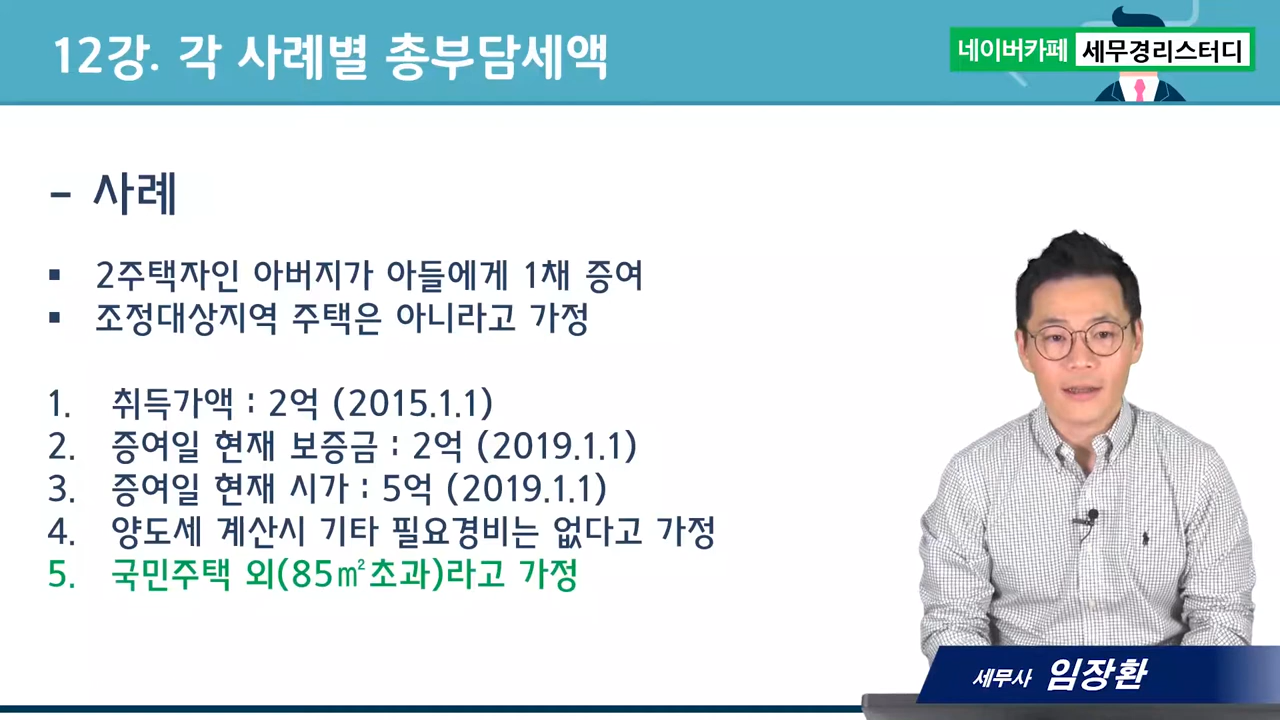 12강. 각 사례별 총부담세액
네이버카페 세무경리스터디
- 사례
▪ 2주택자인 아버지가 아들에게 1채 증여
▪ 조정대상지역 주택은 아니라고 가정
1. 취득가액 : 2억 (2015.1.1)
2. 증여일 현재 보증금 : 2억 (2019.1.1)
3. 증여일 현재 시가 : 5억 (2019.1.1)
4. 양도세 계산시 기타 필요경비는 없다고 가정
5. 국민주택 외(85㎡초과)라고 가정
세무사 임장환